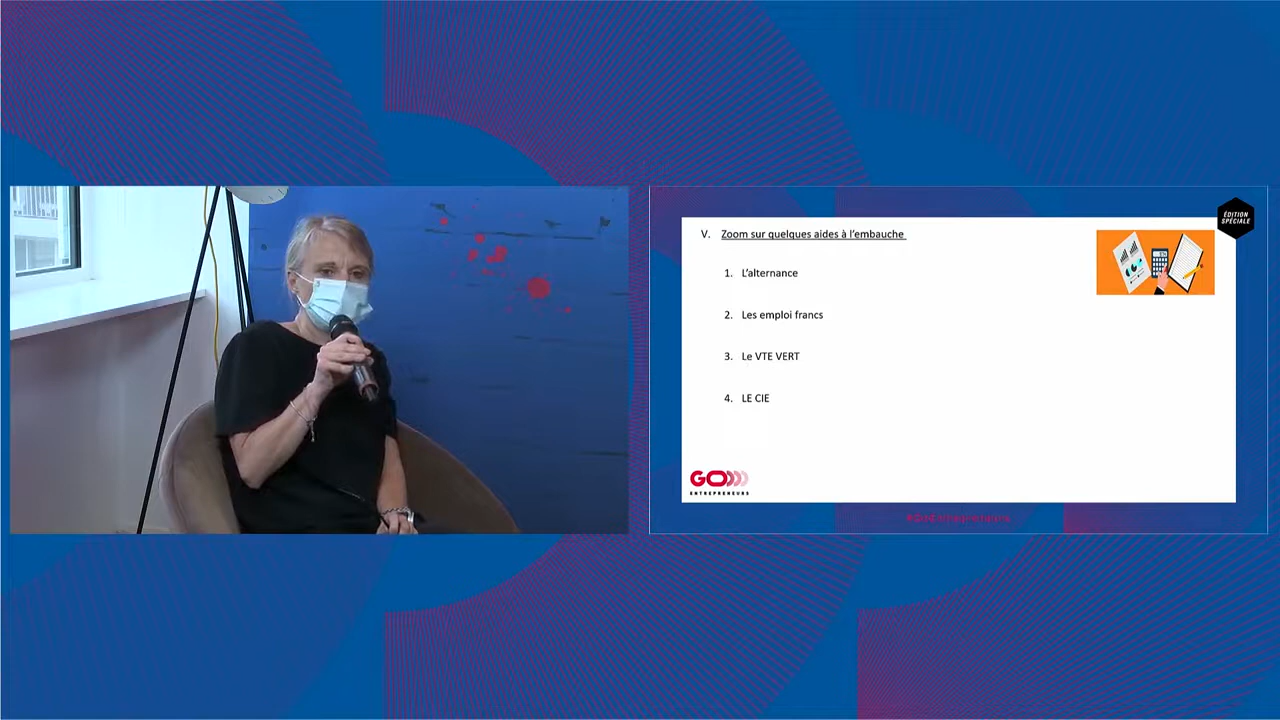 ÉDITION
SPÉCIALE
V. Zoom sur quelques aides à l'embauche
1. L'alternance
2. Les emploi francs
3. Le VTE VERT
4. LE CIE
GO
ENTREPRENEURS